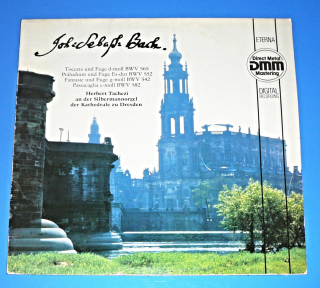 Joh. Sebast. Bach.
Toccata und Fuge d-moll BWV 565
Präludium und Fuge Es-dur BWV 552
Fantasie und Fuge g-moll BWV 542
Passacaglia c-moll BWV 582
Herbert Tachezi
an der Silbermannorgel
der Kathedrale zu Dresden
ETERNA
Direct Metal
DMM
Mastering
DIGITAL
RECORDING